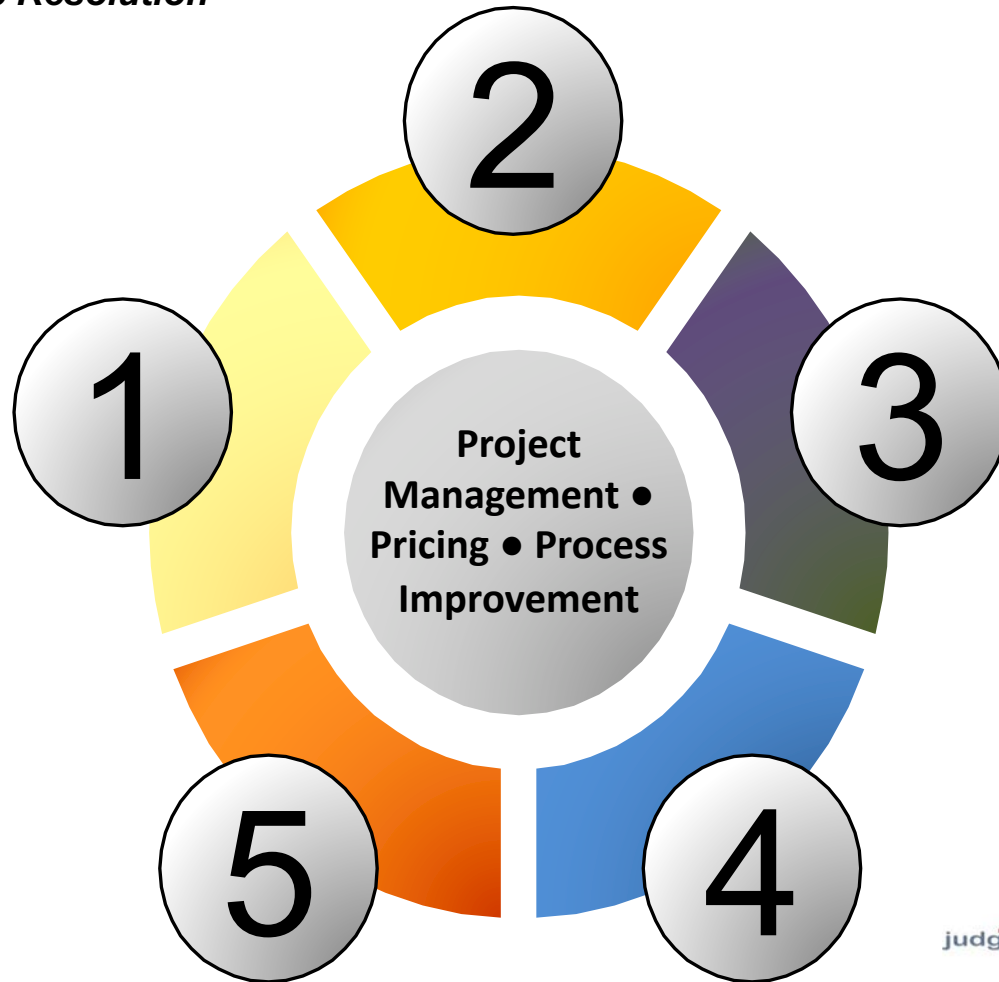 Resolution
2
1
3
Project
Management ●
Pricing ● Process
Improvement
5
4
judg